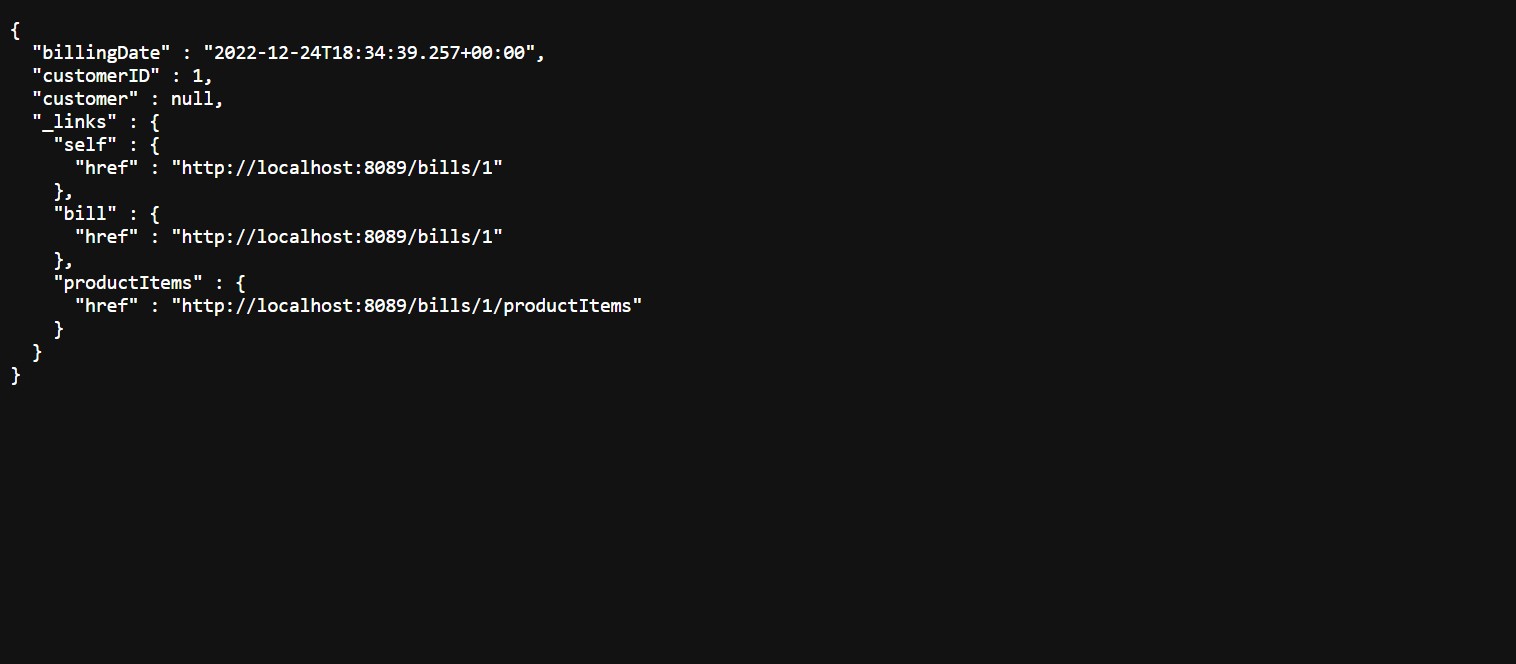 {
  "billingDate" : "2022-12-24T18:34:39.257+00:00",
  "customerID" : 1,
  "customer" : null,
  "_links" : {
    "self" : {
      "href" : "http://localhost:8089/bills/1"
    },
    "bill" : {
      "href" : "http://localhost:8089/bills/1"
    },
    "productItems" : {
      "href" : "http://localhost:8089/bills/1/productItems"
    }
  }
}